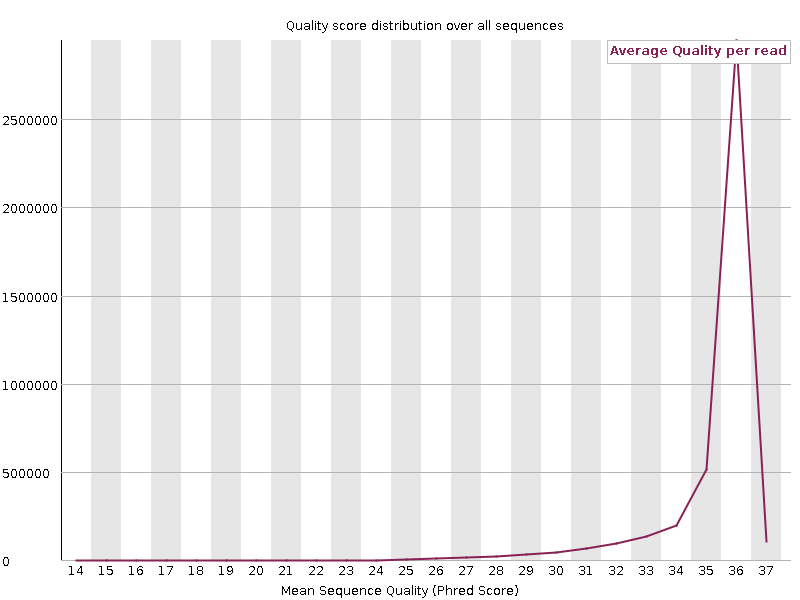 Quality score distribution over all sequences
Average Quality per read
2500000
2000000
1500000
1000000
500000
0
14 15 16 17 18 19 20 21 22 23 24 25 26 27 28 29 30 31 32 33 34 35 36 37
Mean Sequence Quality (Phred Score)